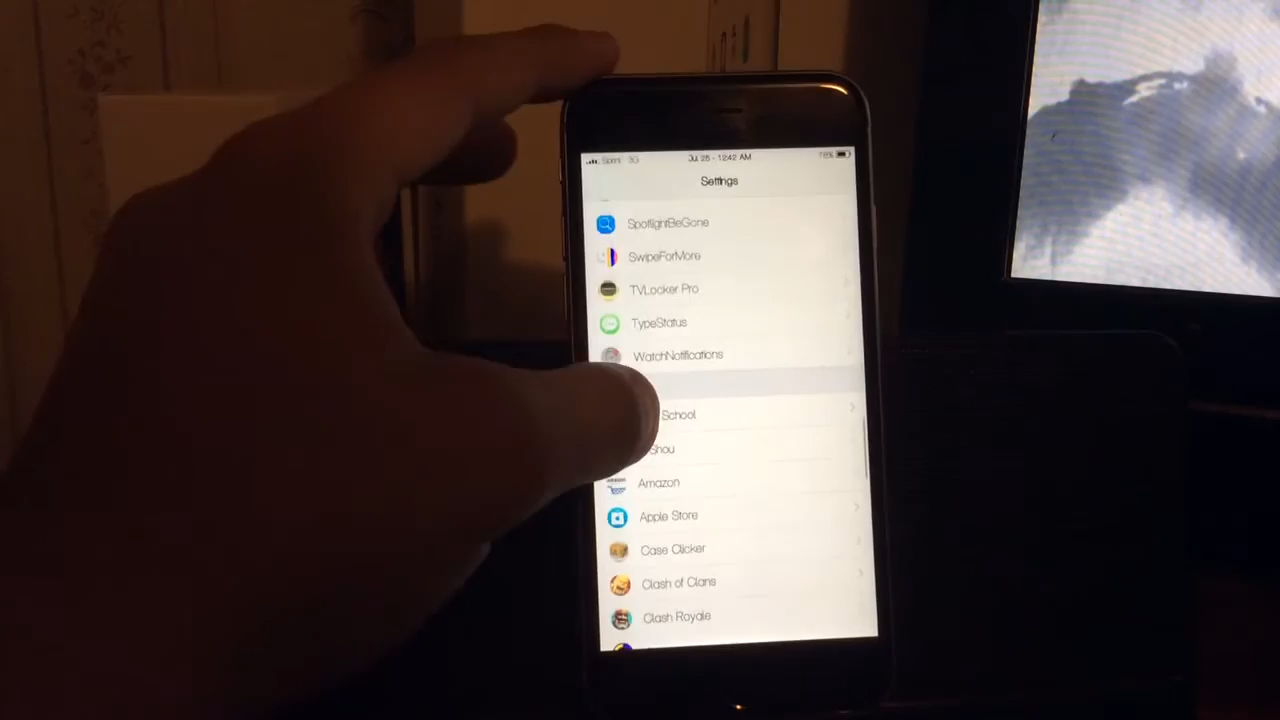 Sprint 3G Jul 25 - 12:42 AM 78%
Settings
SpotlightBeGone
SwipeForMore
TVLocker Pro
TypeStatus
WatchNotifications
School
Shou
Amazon
Apple Store
Case Clicker
Clash of Clans
Clash Royale